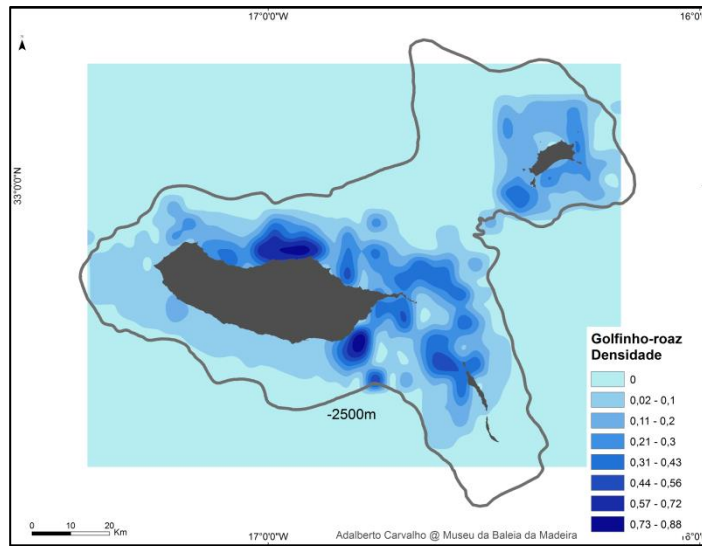 17°0'0"W
16°
33°0'0"N
-2500m
Golfinho-roaz
Densidade
0
0,02 - 0,1
0,11 - 0,2
0,21 - 0,3
0,31 - 0,43
0,44 - 0,56
0,57 - 0,72
0,73 - 0,88
0 10 20
Km
Adalberto Carvalho @ Museu da Baleia da Madeira
17°0'0"W